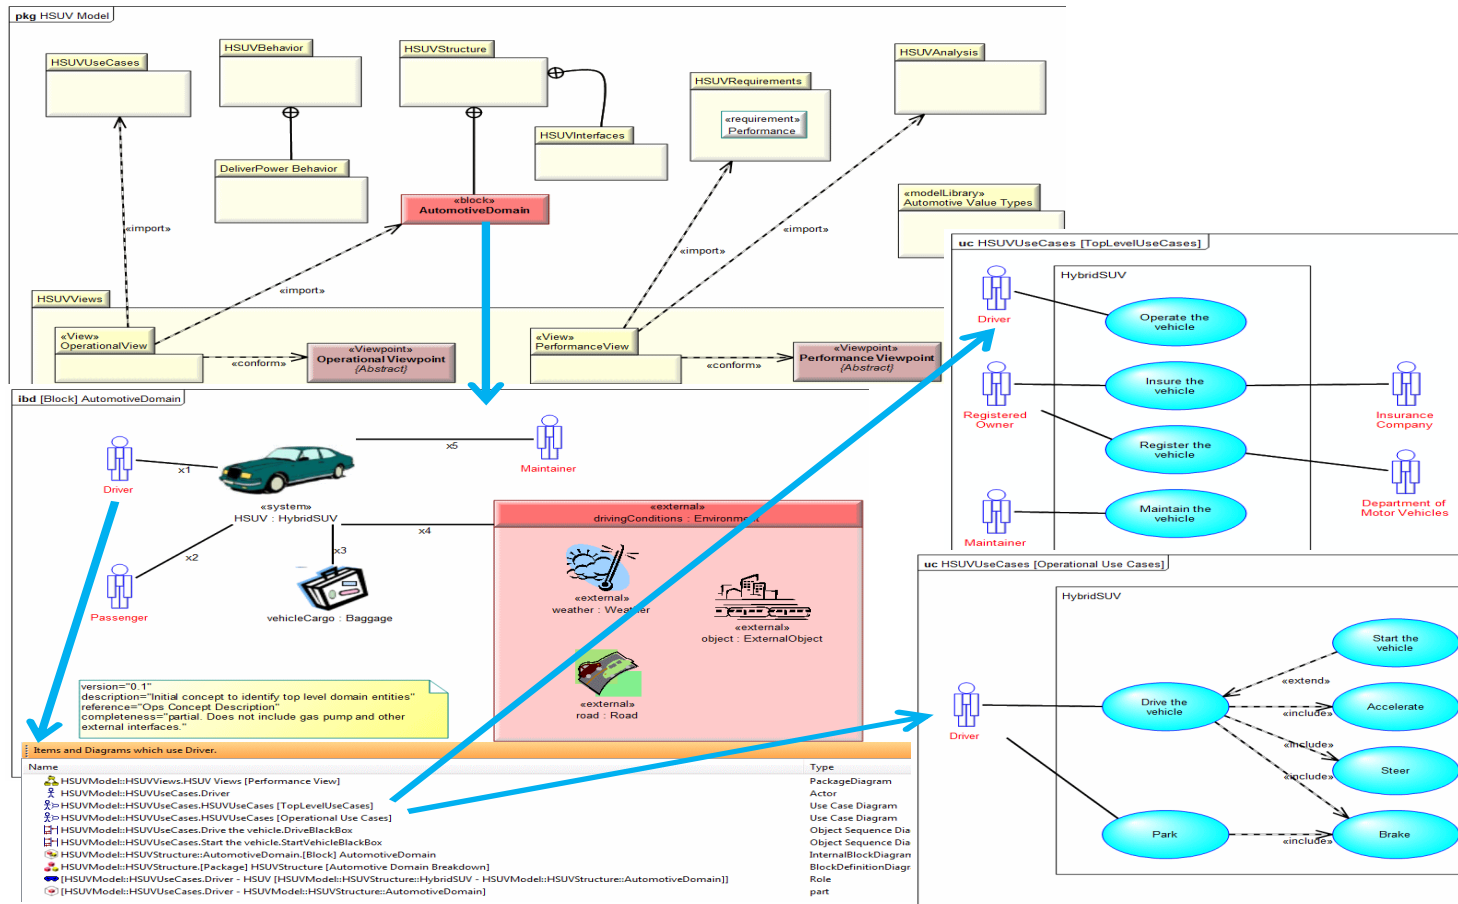 pkg HSUV Model
HSUVUseCases
HSUVBehavior
HSUVStructure
HSUVAnalysis
HSUVRequirements
«requirement»
Performance
HSUVInterfaces
DeliverPower Behavior
«block»
AutomotiveDomain
«modelLibrary»
Automotive Value Types
«import»
«import»
«import»
«import»
HSUVViews
«View»
OperationalView
«conform»
«Viewpoint»
Operational Viewpoint
{Abstract}
«View»
PerformanceView
«conform»
«Viewpoint»
Performance Viewpoint
{Abstract}
ibd [Block] AutomotiveDomain
Driver
x1
x5
Maintainer
«system»
HSUV : HybridSUV
x2
x3
x4
Passenger
vehicleCargo : Baggage
«external»
drivingConditions : Environment
«external»
weather : Weather
«external»
object : ExternalObject
«external»
road : Road
version="0.1"
description="Initial concept to identify top level domain entities"
reference="Ops Concept Description"
completeness="partial. Does not include gas pump and other
external interfaces."
Items and Diagrams which use Driver.
Name Type
HSUVModel::HSUVViews.HSUV Views [Performance View] PackageDiagram
HSUVModel::HSUVUseCases.Driver Actor
HSUVModel::HSUVUseCases.HSUVUseCases [TopLevelUseCases] Use Case Diagram
HSUVModel::HSUVUseCases.HSUVUseCases [Operational Use Cases] Use Case Diagram
HSUVModel::HSUVUseCases.Drive the vehicle.DriveBlackBox Object Sequence Dia
HSUVModel::HSUVUseCases.Start the vehicle.StartVehicleBlackBox Object Sequence Dia
HSUVModel::HSUVStructure::AutomotiveDomain.[Block] AutomotiveDomain InternalBlockDiagran
HSUVModel::HSUVStructure.[Package] HSUVStructure [Automotive Domain Breakdown] BlockDefinitionDiagr
[HSUVModel::HSUVUseCases.Driver - HSUV [HSUVModel::HSUVStructure::HybridSUV - HSUVModel::HSUVStructure::AutomotiveDomain]] Role
[HSUVModel::HSUVUseCases.Driver - HSUVModel::HSUVStructure::AutomotiveDomain] part
uc HSUVUseCases [TopLevelUseCases]
HybridSUV
Driver
Operate the
vehicle
Registered
Owner
Insure the
vehicle
Insurance
Company
Register the
vehicle
Department of
Motor Vehicles
Maintainer
Maintain the
vehicle
uc HSUVUseCases [Operational Use Cases]
HybridSUV
Start the
vehicle
«extend»
Driver
Drive the
vehicle
«include»
Accelerate
«include»
Steer
«include»
Park
«include»
Brake